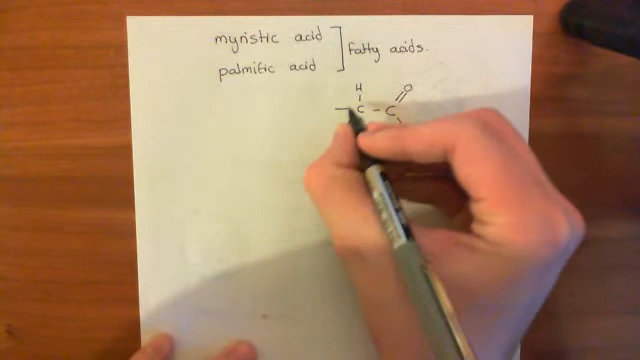 myristic acid
palmitic acid
] fatty acids.
H O
C - C